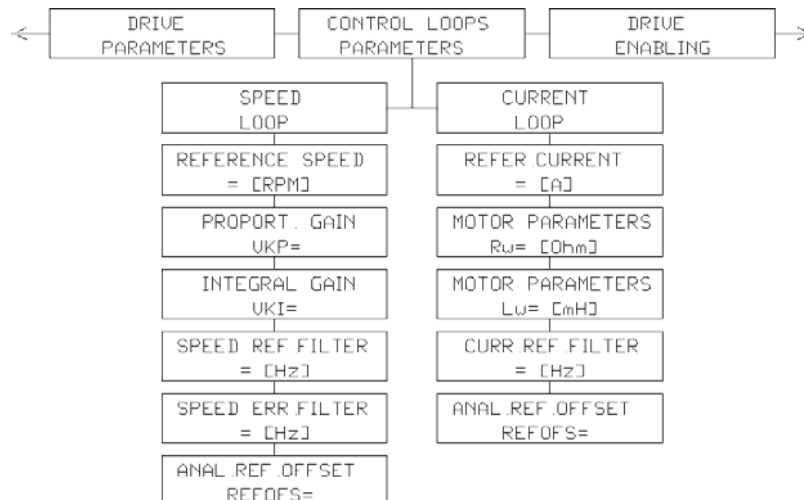 DRIVE
PARAMETERS
CONTROL LOOPS
PARAMETERS
DRIVE
ENABLING
SPEED
LOOP
REFERENCE SPEED
= [RPM]
PROPORT. GAIN
VKP=
INTEGRAL GAIN
VKI=
SPEED REF.FILTER
= [Hz]
SPEED ERR.FILTER
= [Hz]
ANAL.REF.OFFSET
REFOFS=
CURRENT
LOOP
REFER.CURRENT
= [A]
MOTOR PARAMETERS
Rw= [Ohm]
MOTOR PARAMETERS
Lw= [mH]
CURR.REF.FILTER
= [Hz]
ANAL.REF.OFFSET
REFOFS=